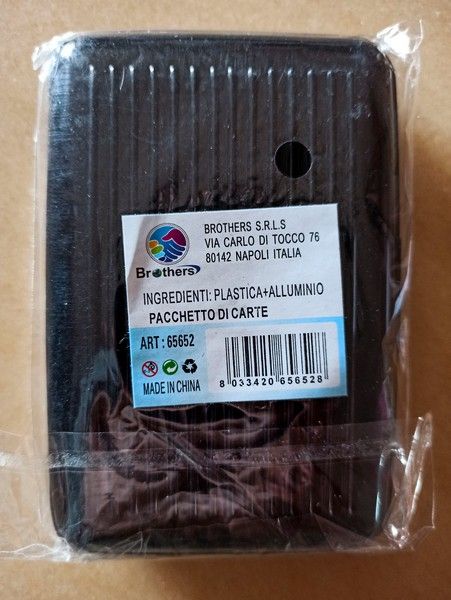 BROTHERS S.R.L.S
VIA CARLO DI TOCCO 76
80142 NAPOLI ITALIA
Brothers
INGREDIENTI: PLASTICA+ALLUMINIO
PACCHETTO DI CARTE
ART : 65652
MADE IN CHINA
8 033420 656528